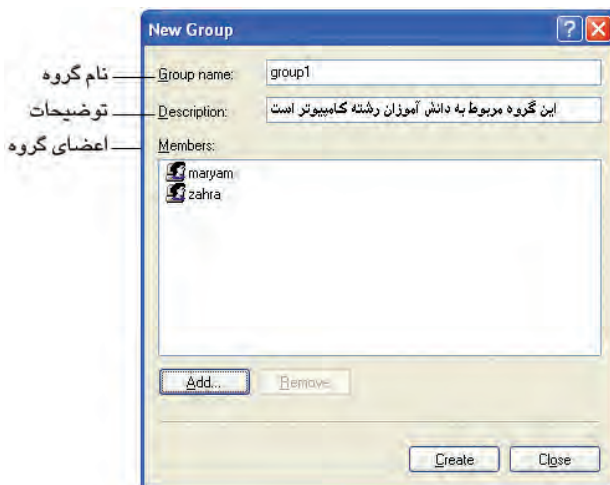 New Group
نام گروه
Group name:
group1
توضیحات
Description:
این گروه مربوط به دانش آموزان رشته کامپیوتر است
اعضای گروه
Members:
maryam
zahra
Add...
Remove
Create
Close